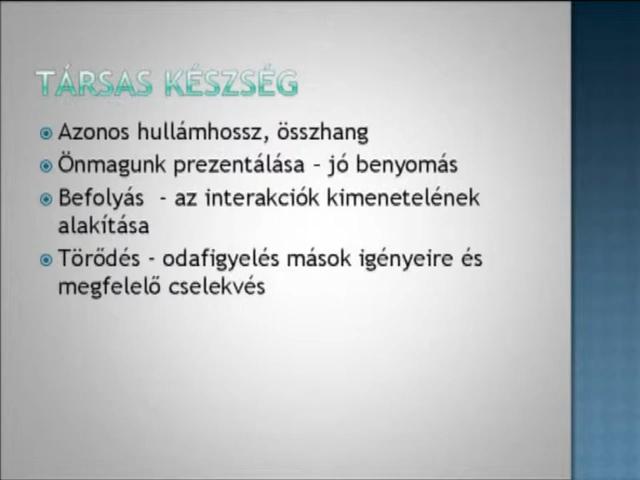 TÁRSAS KÉSZSÉG
Azonos hullámhossz, összhang
Önmagunk prezentálása – jó benyomás
Befolyás - az interakciók kimenetelének
alakítása
Törődés - odafigyelés mások igényeire és
megfelelő cselekvés